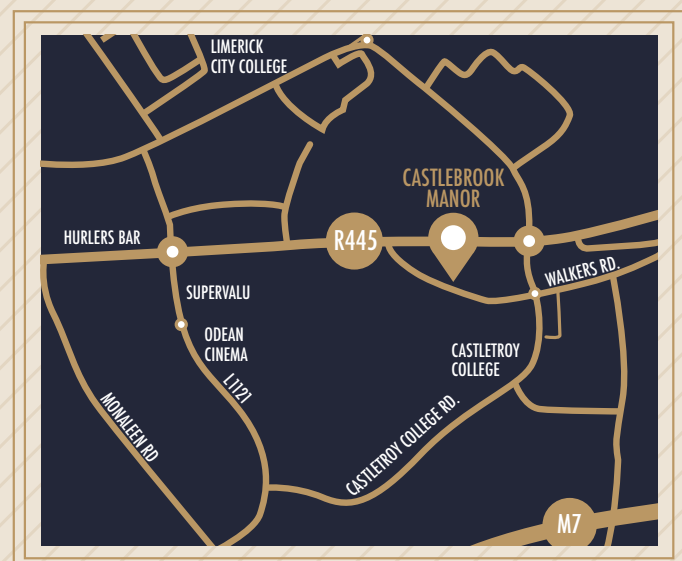 LIMERICK
CITY COLLEGE
CASTLEBROOK
MANOR
HURLERS BAR
R445
WALKERS RD.
SUPERVALU
ODEAN
CINEMA
L1121
CASTLETROY
COLLEGE
MONALEEN RD
CASTLETROY COLLEGE RD.
M7